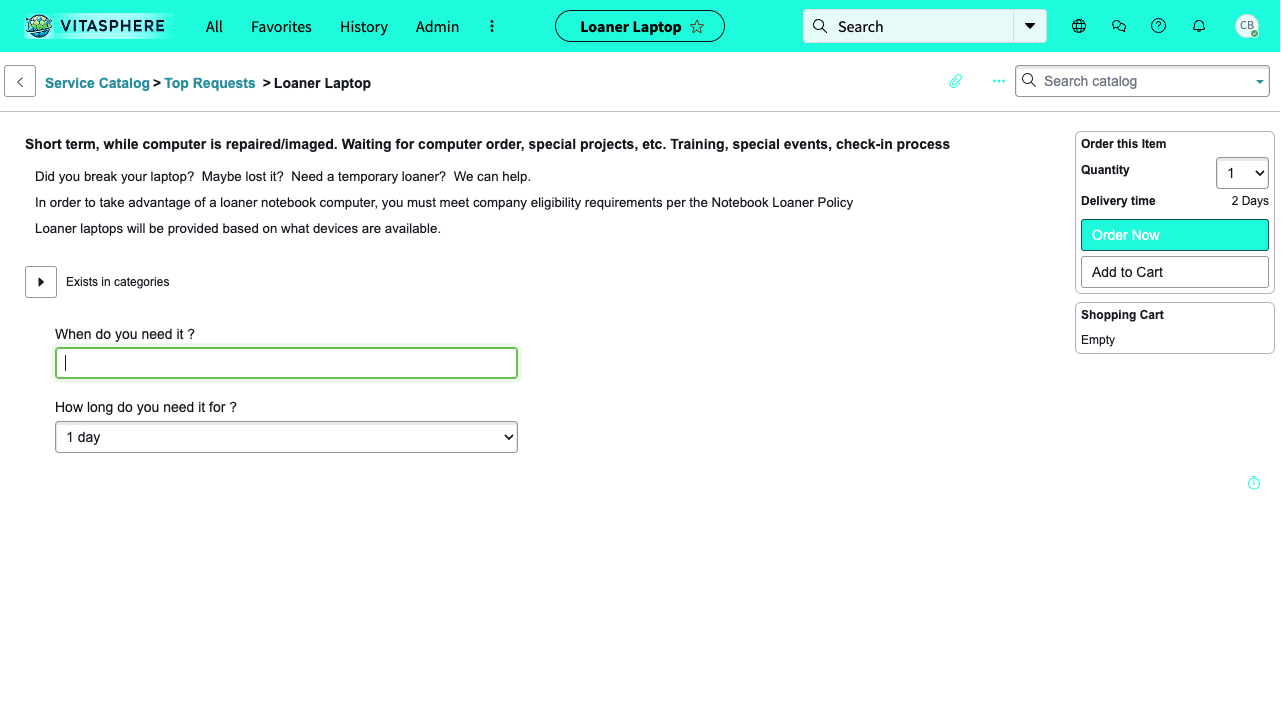 VITASPHERE All Favorites History Admin Loaner Laptop Search CB
Service Catalog > Top Requests > Loaner Laptop Search catalog
Short term, while computer is repaired/imaged. Waiting for computer order, special projects, etc. Training, special events, check-in process
Did you break your laptop? Maybe lost it? Need a temporary loaner? We can help.
In order to take advantage of a loaner notebook computer, you must meet company eligibility requirements per the Notebook Loaner Policy
Loaner laptops will be provided based on what devices are available.
Exists in categories
When do you need it ?
How long do you need it for ?
1 day
Order this Item
Quantity 1
Delivery time 2 Days
Order Now
Add to Cart
Shopping Cart
Empty